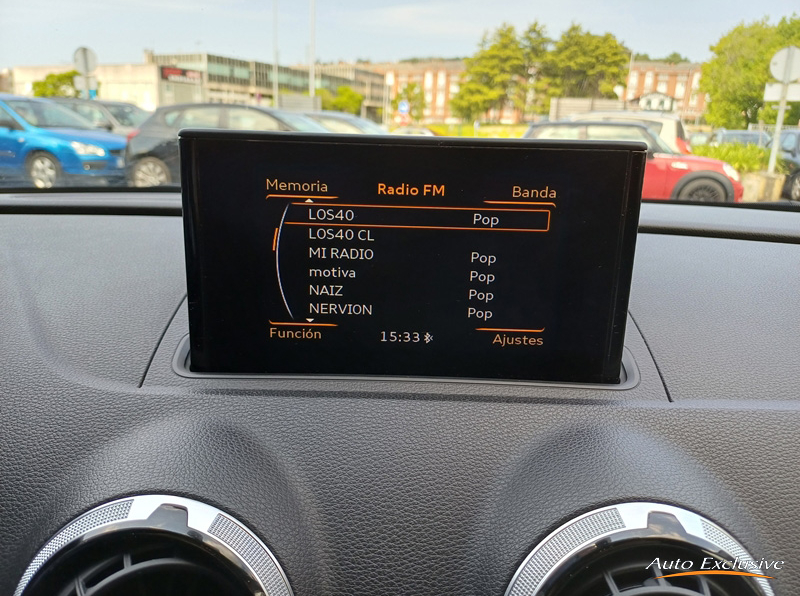 Memoria Radio FM Banda
LOS40 Pop
LOS40 CL
MI RADIO Pop
motiva Pop
NAIZ Pop
NERVION Pop
Función 15:33 Ajustes
Auto Exclusive